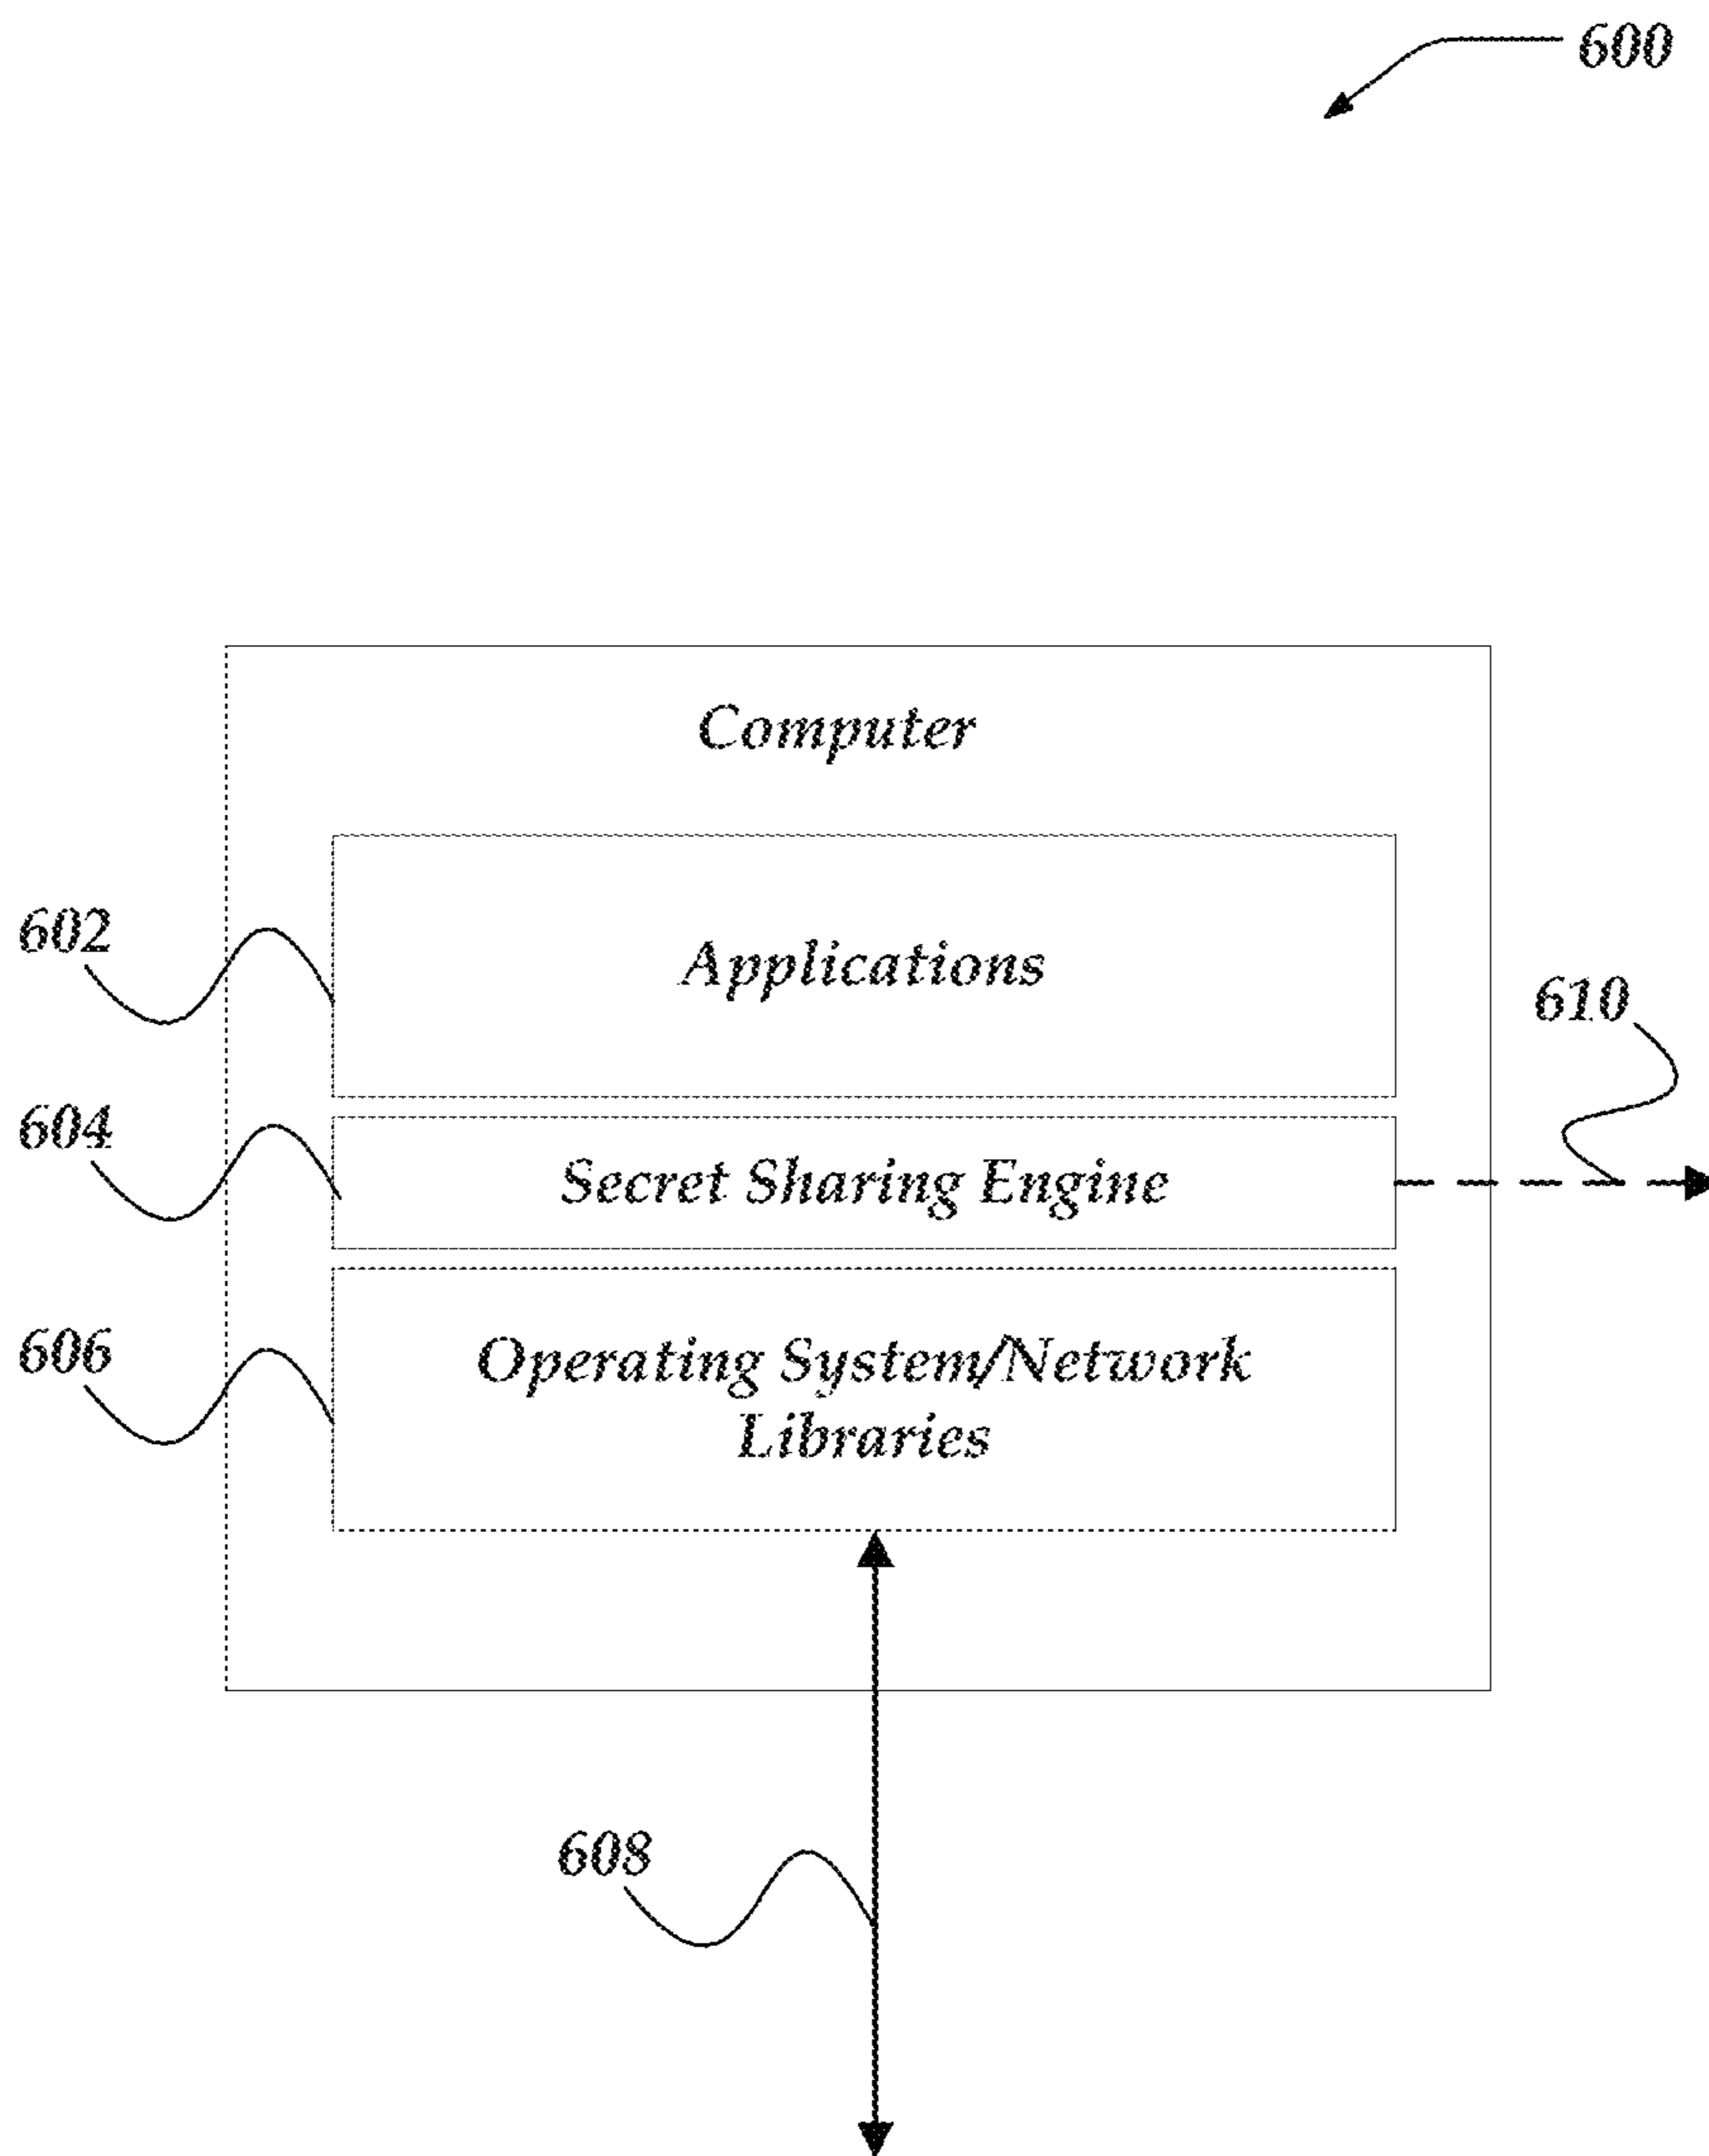 600
Computer
602
Applications
610
604
Secret Sharing Engine
606
Operating System/Network
Libraries
608